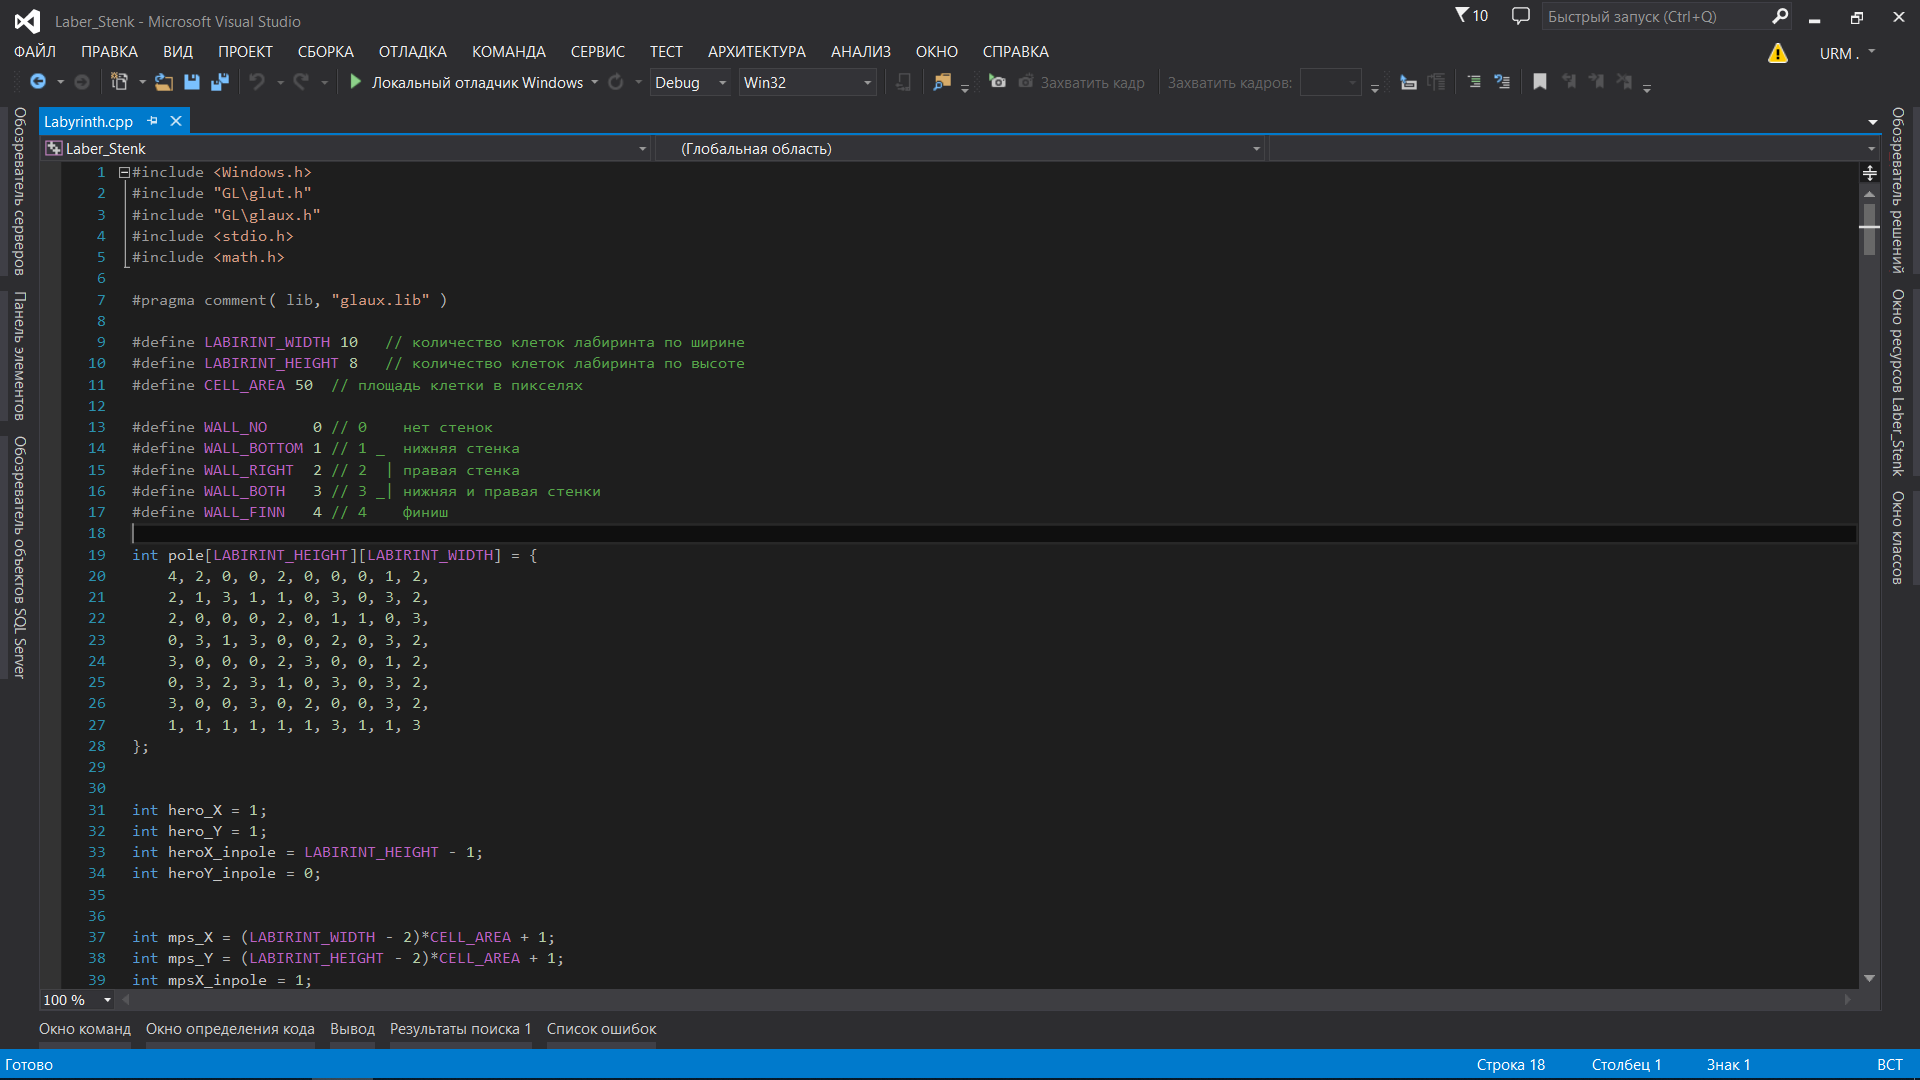 Laber_Stenk - Microsoft Visual Studio
10
Быстрый запуск (Ctrl+Q)
ФАЙЛ ПРАВКА ВИД ПРОЕКТ СБОРКА ОТЛАДКА КОМАНДА СЕРВИС ТЕСТ АРХИТЕКТУРА АНАЛИЗ ОКНО СПРАВКА
URM .
Локальный отладчик Windows Debug Win32 Захватить кадр Захватить кадров:
Обозреватель серверов
Панель элементов
Обозреватель объектов SQL Server
Labyrinth.cpp
Laber_Stenk (Глобальная область)
1 #include <Windows.h>
2 #include "GL\glut.h"
3 #include "GL\glaux.h"
4 #include <stdio.h>
5 #include <math.h>
6
7 #pragma comment( lib, "glaux.lib" )
8
9 #define LABIRINT_WIDTH 10   // количество клеток лабиринта по ширине
10 #define LABIRINT_HEIGHT 8   // количество клеток лабиринта по высоте
11 #define CELL_AREA 50  // площадь клетки в пикселях
12
13 #define WALL_NO     0 // 0    нет стенок
14 #define WALL_BOTTOM 1 // 1 _  нижняя стенка
15 #define WALL_RIGHT  2 // 2  | правая стенка
16 #define WALL_BOTH   3 // 3 _| нижняя и правая стенки
17 #define WALL_FINN   4 // 4    финиш
18
19 int pole[LABIRINT_HEIGHT][LABIRINT_WIDTH] = {
20     4, 2, 0, 0, 2, 0, 0, 0, 1, 2,
21     2, 1, 3, 1, 1, 0, 3, 0, 3, 2,
22     2, 0, 0, 0, 2, 0, 1, 1, 0, 3,
23     0, 3, 1, 3, 0, 0, 2, 0, 3, 2,
24     3, 0, 0, 0, 2, 3, 0, 0, 1, 2,
25     0, 3, 2, 3, 1, 0, 3, 0, 3, 2,
26     3, 0, 0, 3, 0, 2, 0, 0, 3, 2,
27     1, 1, 1, 1, 1, 1, 3, 1, 1, 3
28 };
29
30
31 int hero_X = 1;
32 int hero_Y = 1;
33 int heroX_inpole = LABIRINT_HEIGHT - 1;
34 int heroY_inpole = 0;
35
36
37 int mps_X = (LABIRINT_WIDTH - 2)*CELL_AREA + 1;
38 int mps_Y = (LABIRINT_HEIGHT - 2)*CELL_AREA + 1;
39 int mpsX_inpole = 1;
100 %
Обозреватель решений
Окно ресурсов Laber_Stenk
Окно классов
Окно команд Окно определения кода Вывод Результаты поиска 1 Список ошибок
Готово Строка 18 Столбец 1 Знак 1 ВСТ